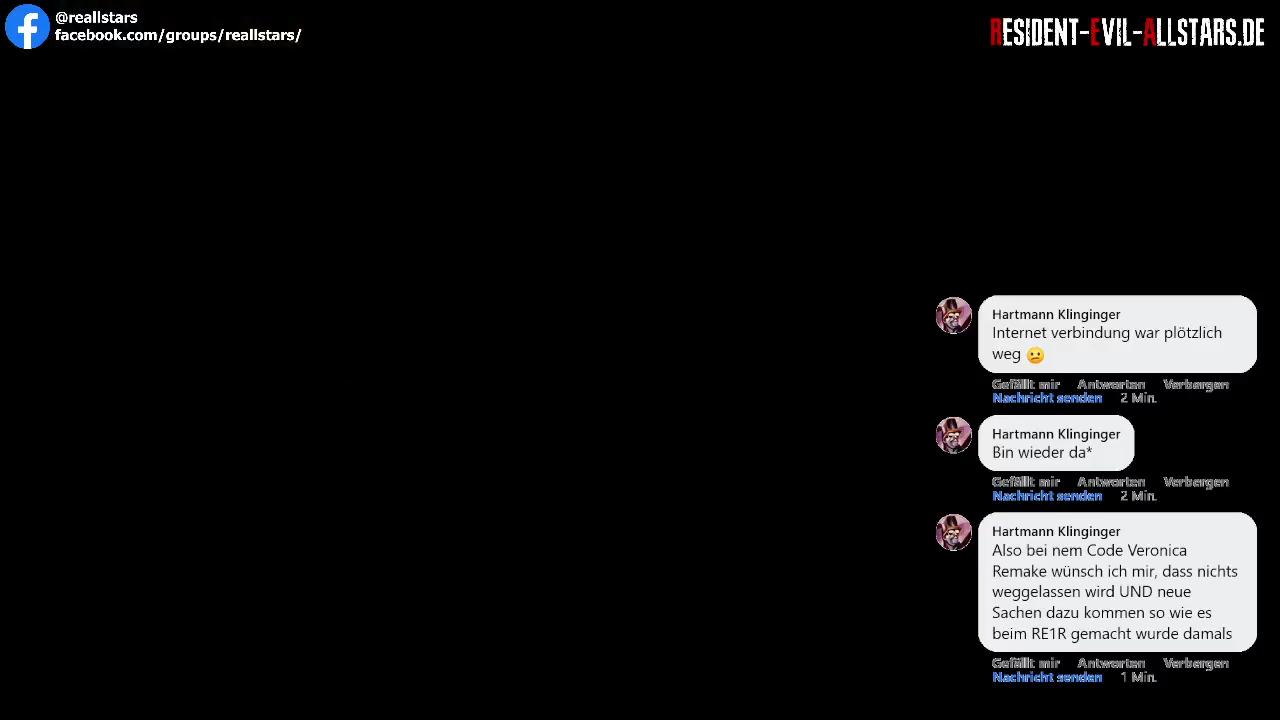 @reallstars
facebook.com/groups/reallstars/
RESIDENT-EVIL-ALLSTARS.DE
Hartmann Klinginger
Internet verbindung war plötzlich
weg 😕
Gefällt mir Antworten Verbergen
Nachricht senden 2 Min.
Hartmann Klinginger
Bin wieder da*
Gefällt mir Antworten Verbergen
Nachricht senden 2 Min.
Hartmann Klinginger
Also bei nem Code Veronica
Remake wünsch ich mir, dass nichts
weggelassen wird UND neue
Sachen dazu kommen so wie es
beim RE1R gemacht wurde damals
Gefällt mir Antworten Verbergen
Nachricht senden 1 Min.